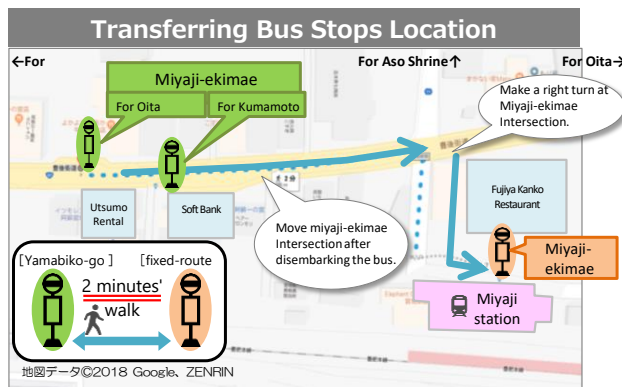 Transferring Bus Stops Location
←For
For Aso Shrine↑
For Oita→
Miyaji-ekimae
For Oita
For Kumamoto
Make a right turn at
Miyaji-ekimae
Intersection.
Utsumo
Rental
Soft Bank
Fujiya Kanko
Restaurant
Move miyaji-ekimae
Intersection after
disembarking the bus.
Miyaji-
ekimae
[Yamabiko-go]
[fixed-route
2 minutes'
walk
Miyaji
station
地図データ©2018 Google、ZENRIN